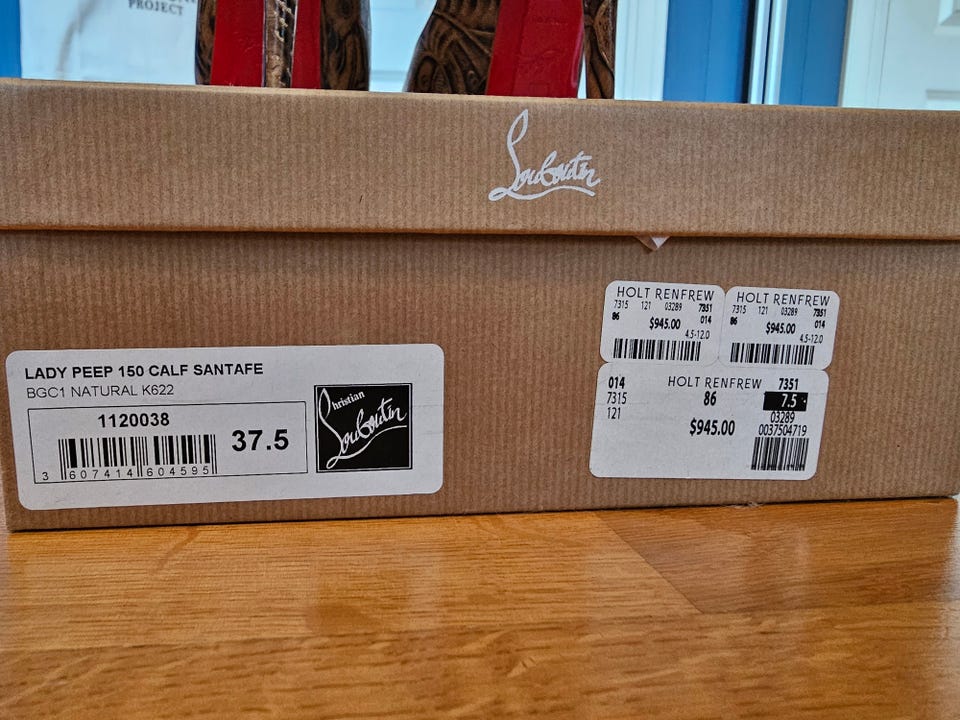 PROJECT
Louboutin
LADY PEEP 150 CALF SANTAFE
BGC1 NATURAL K622
1120038
37.5
3 607414 604595
Christian
Louboutin
HOLT RENFREW
7315 121 03289 7351
86 $945.00 014
4.5-12.0
HOLT RENFREW
7315 121 03289 7351
86 $945.00 014
4.5-12.0
014 HOLT RENFREW 7351
7315 86 7.5
121 03289
$945.00 0037504719